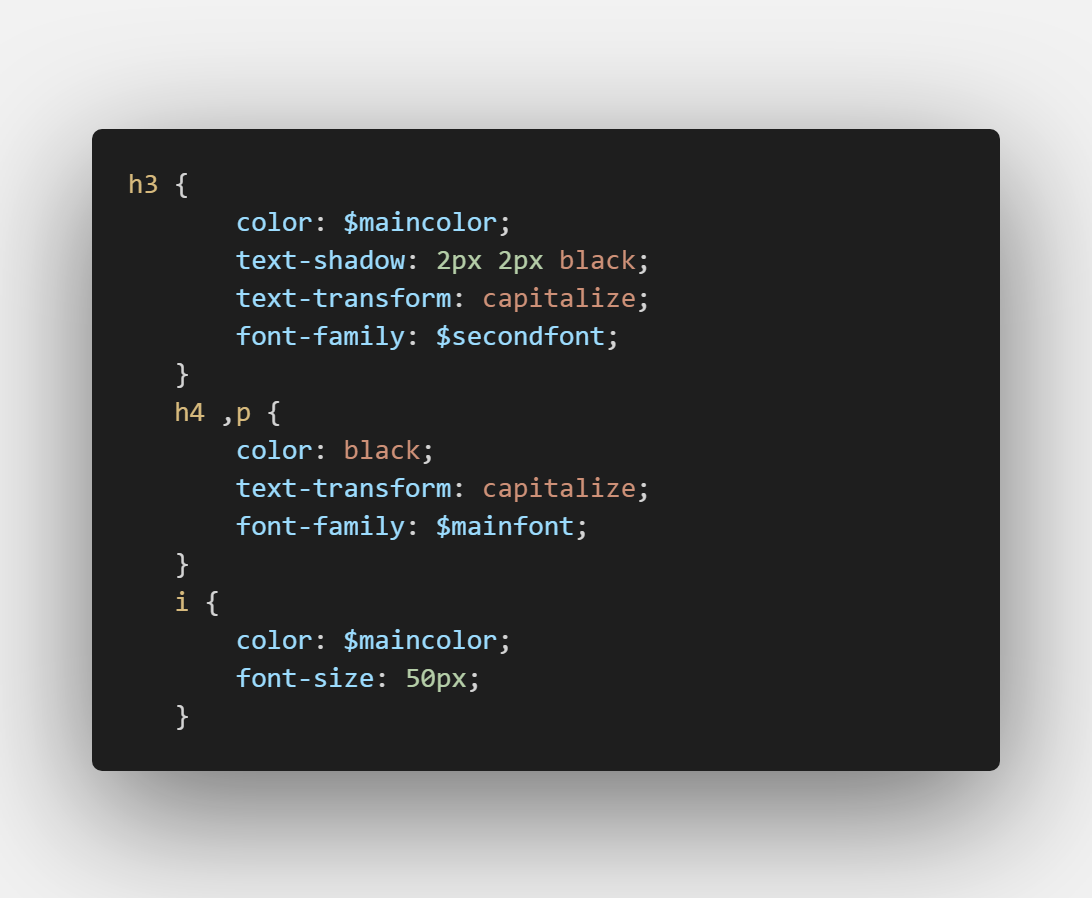 h3 {
       color: $maincolor;
       text-shadow: 2px 2px black;
       text-transform: capitalize;
       font-family: $secondfont;
   }
   h4 ,p {
       color: black;
       text-transform: capitalize;
       font-family: $mainfont;
   }
   i {
       color: $maincolor;
       font-size: 50px;
   }